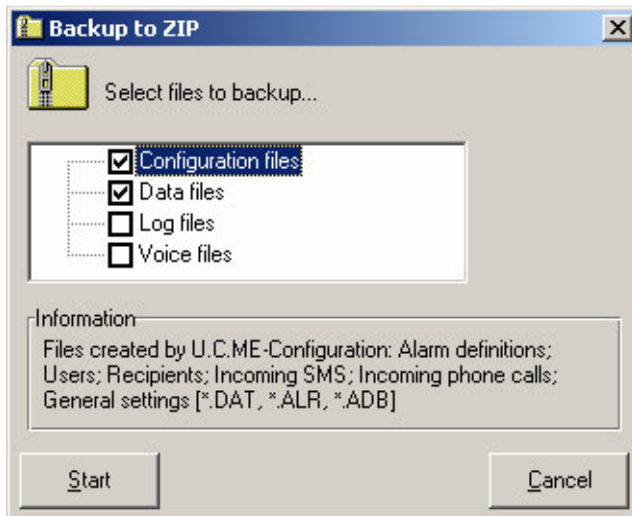 Backup to ZIP
Select files to backup...
Configuration files
Data files
Log files
Voice files
Information
Files created by U.C.ME-Configuration: Alarm definitions;
Users; Recipients; Incoming SMS; Incoming phone calls;
General settings [*.DAT, *.ALR, *.ADB]
Start
Cancel